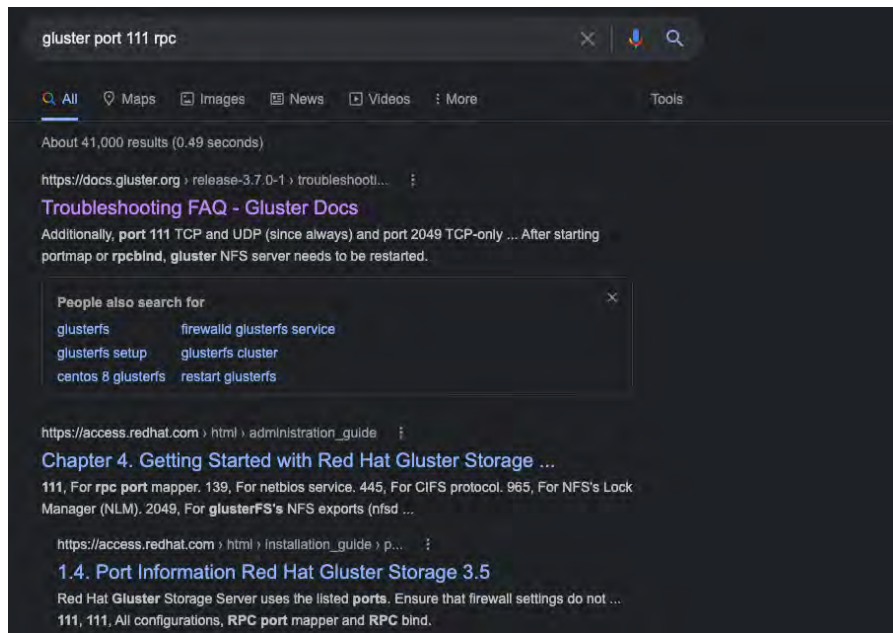 gluster port 111 rpc
All Maps Images News Videos More Tools
About 41,000 results (0.49 seconds)
https://docs.gluster.org › release-3.7.0-1 › troubleshooti...
Troubleshooting FAQ - Gluster Docs
Additionally, port 111 TCP and UDP (since always) and port 2049 TCP-only ... After starting
portmap or rpcbind, gluster NFS server needs to be restarted.
People also search for
glusterfs firewalld glusterfs service
glusterfs setup glusterfs cluster
centos 8 glusterfs restart glusterfs
https://access.redhat.com › html › administration_guide
Chapter 4. Getting Started with Red Hat Gluster Storage ...
111, For rpc port mapper. 139, For netbios service. 445, For CIFS protocol. 965, For NFS's Lock
Manager (NLM). 2049, For glusterFS's NFS exports (nfsd ...
https://access.redhat.com › html › installation_guide › p...
1.4. Port Information Red Hat Gluster Storage 3.5
Red Hat Gluster Storage Server uses the listed ports. Ensure that firewall settings do not ...
111, 111, All configurations, RPC port mapper and RPC bind.